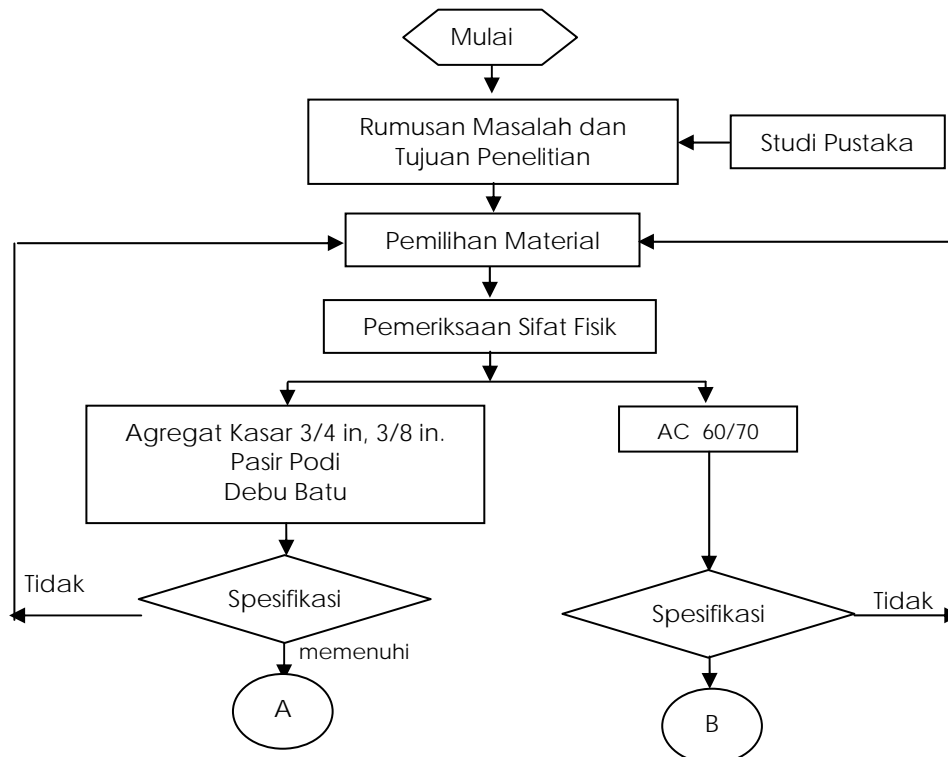 Mulai
Rumusan Masalah dan
Tujuan Penelitian
Studi Pustaka
Pemilihan Material
Pemeriksaan Sifat Fisik
Agregat Kasar 3/4 in, 3/8 in.
Pasir Podi
Debu Batu
AC 60/70
Tidak
Spesifikasi
Spesifikasi
Tidak
memenuhi
A
B